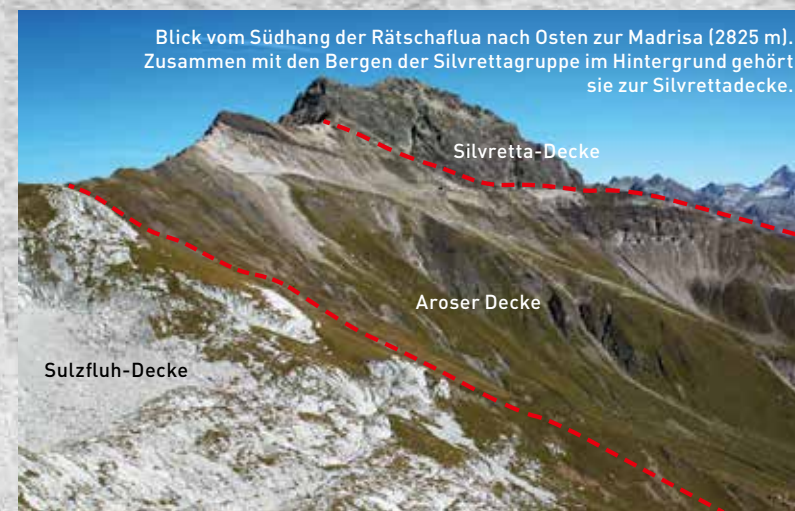 Blick vom Südhang der Rätschaflua nach Osten zur Madrisa (2825 m).
Zusammen mit den Bergen der Silvrettagruppe im Hintergrund gehört
sie zur Silvrettadecke.
Silvretta-Decke
Aroser Decke
Sulzfluh-Decke